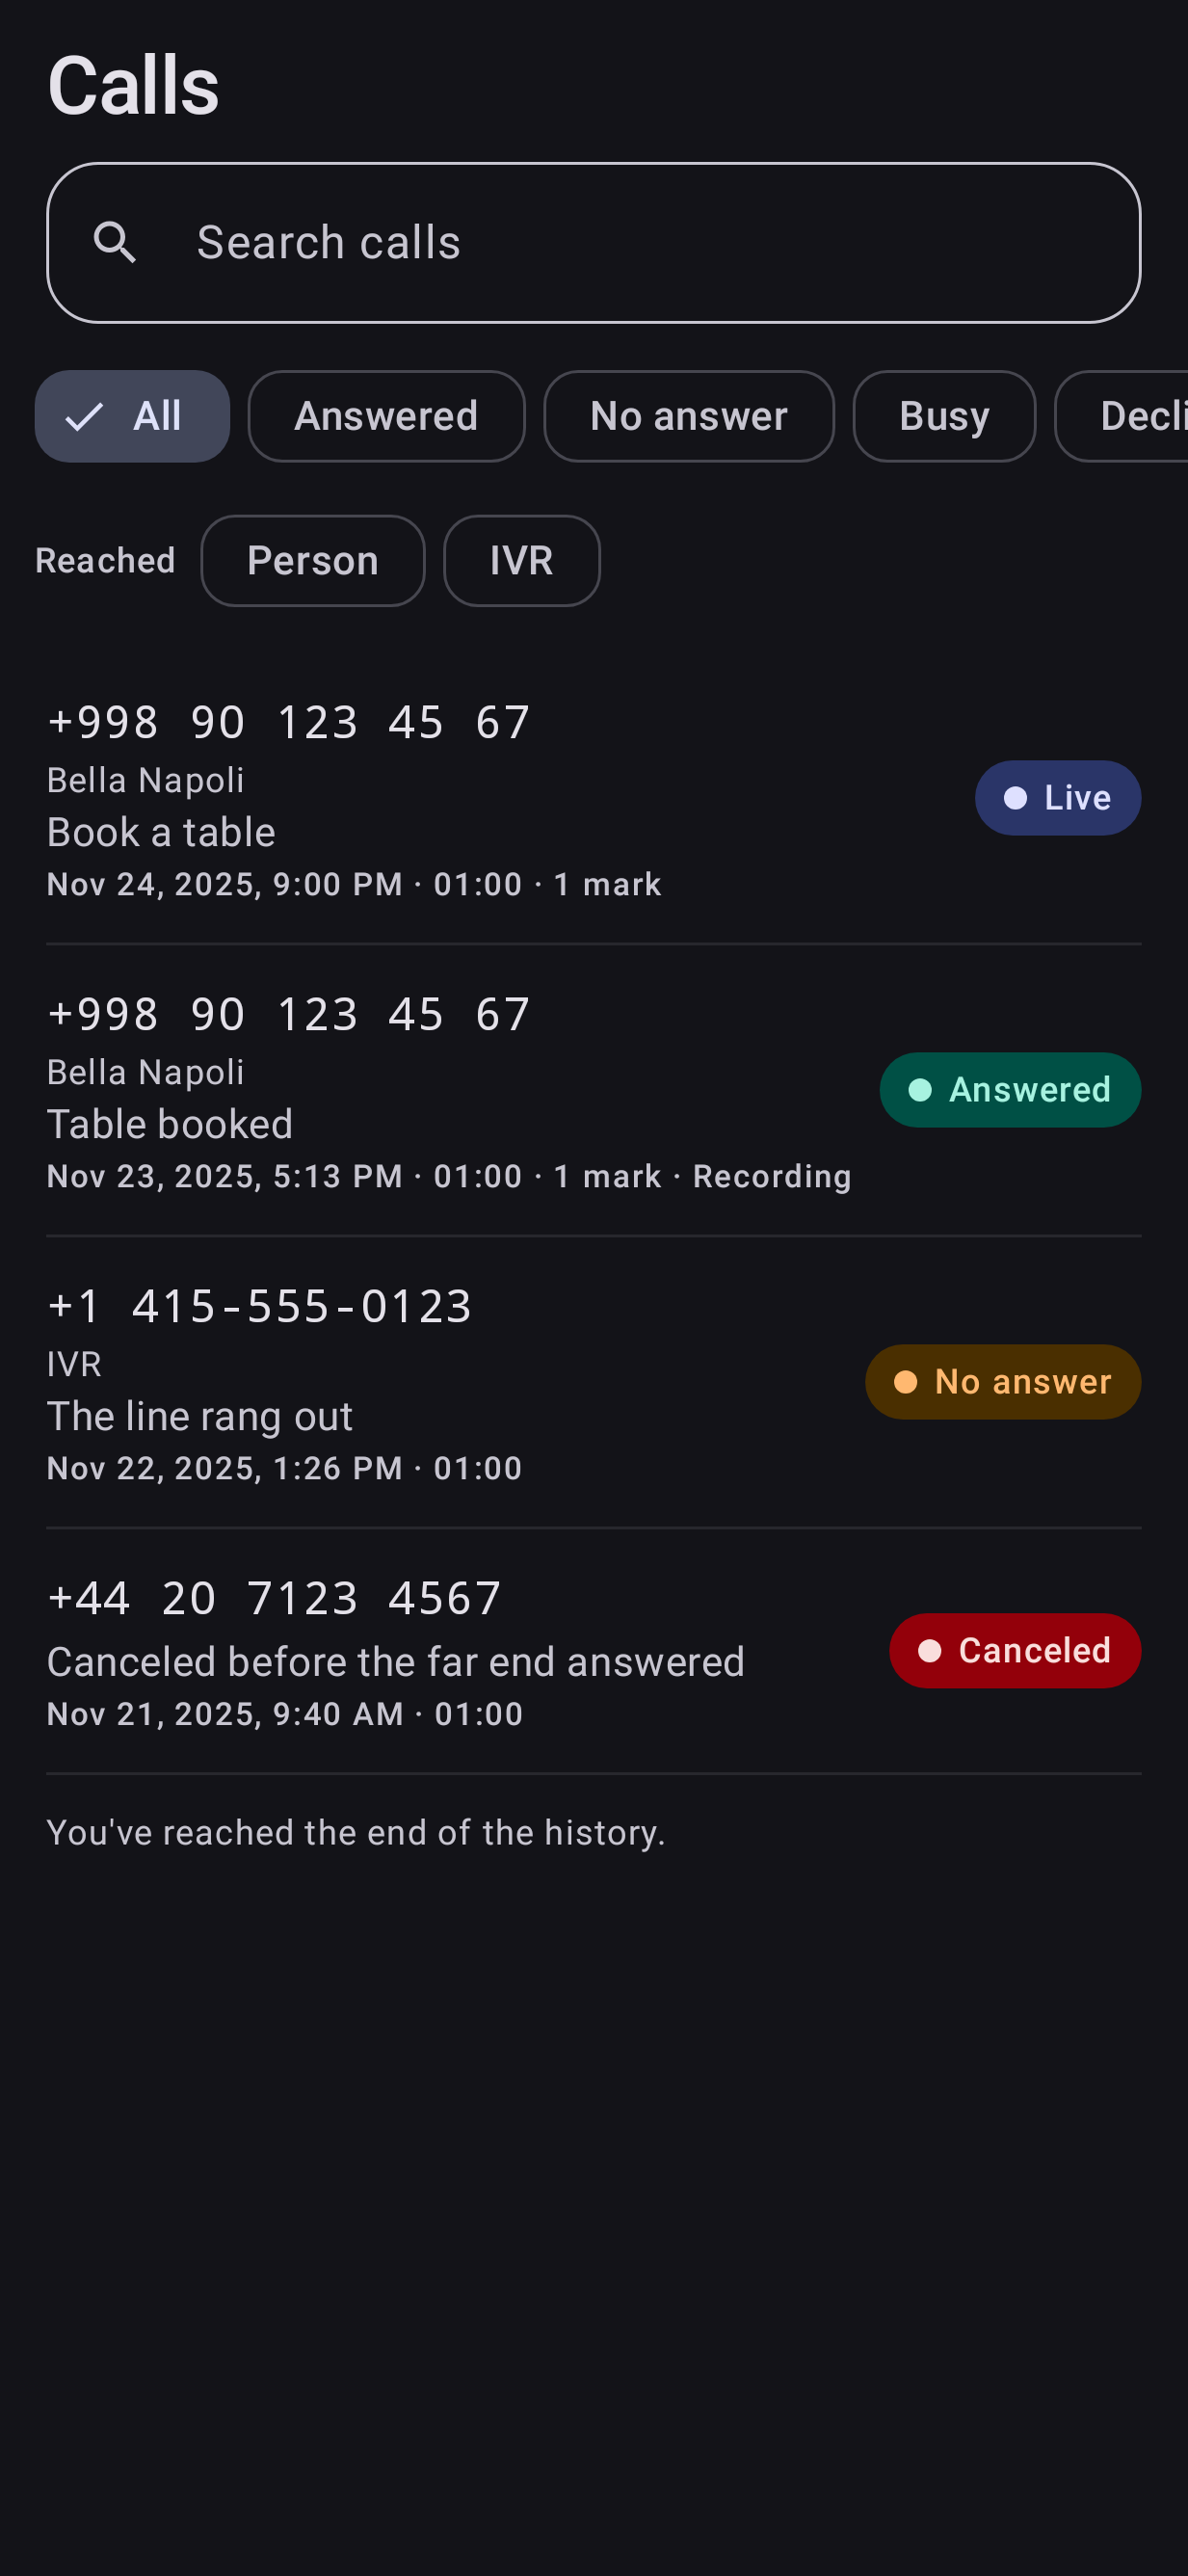 Calls
Search calls
All
Answered
No answer
Busy
Decli
Reached
Person
IVR
+998 90 123 45 67
Bella Napoli
Book a table
Nov 24, 2025, 9:00 PM · 01:00 · 1 mark
Live
+998 90 123 45 67
Bella Napoli
Table booked
Nov 23, 2025, 5:13 PM · 01:00 · 1 mark · Recording
Answered
+1 415-555-0123
IVR
The line rang out
Nov 22, 2025, 1:26 PM · 01:00
No answer
+44 20 7123 4567
Canceled before the far end answered
Nov 21, 2025, 9:40 AM · 01:00
Canceled
You've reached the end of the history.